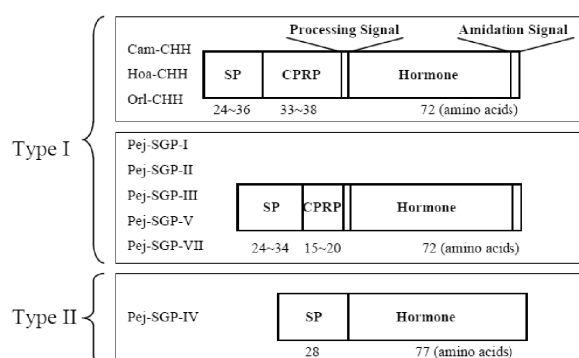 Processing Signal Amidation Signal
Cam-CHH
Hoa-CHH SP CPRP Hormone
Orl-CHH
24~36 33~38 72 (amino acids)
Type I
Pej-SGP-I
Pej-SGP-II
Pej-SGP-III
SP CPRP Hormone
Pej-SGP-V
Pej-SGP-VII 24~34 15~20 72 (amino acids)
Type II Pej-SGP-IV SP Hormone
28 77 (amino acids)